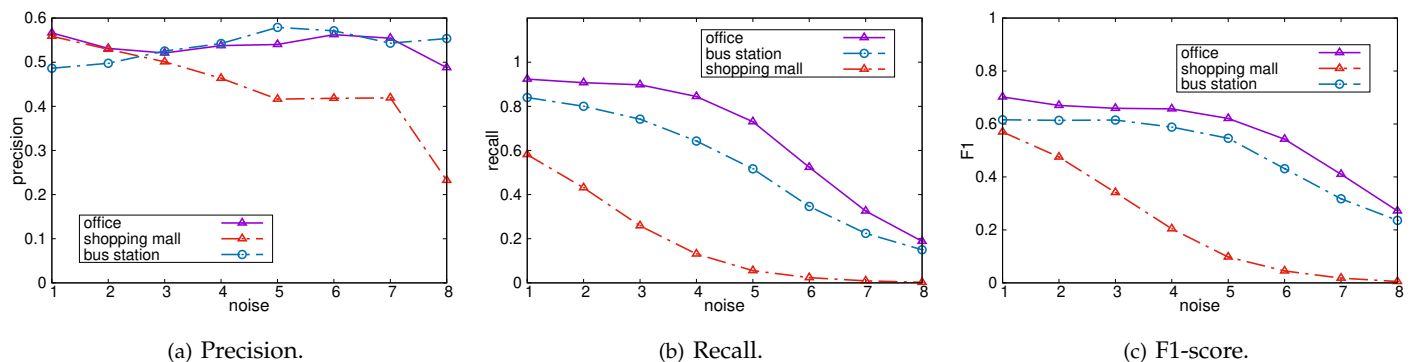 0.6
0.5
0.4
0.3
0.2
0.1
0
precision
office
shopping mall
bus station
1 2 3 4 5 6 7 8
noise
(a) Precision.
1
0.8
0.6
0.4
0.2
0
recall
office
bus station
shopping mall
1 2 3 4 5 6 7 8
noise
(b) Recall.
1
0.8
0.6
0.4
0.2
0
F1
office
shopping mall
bus station
1 2 3 4 5 6 7 8
noise
(c) F1-score.